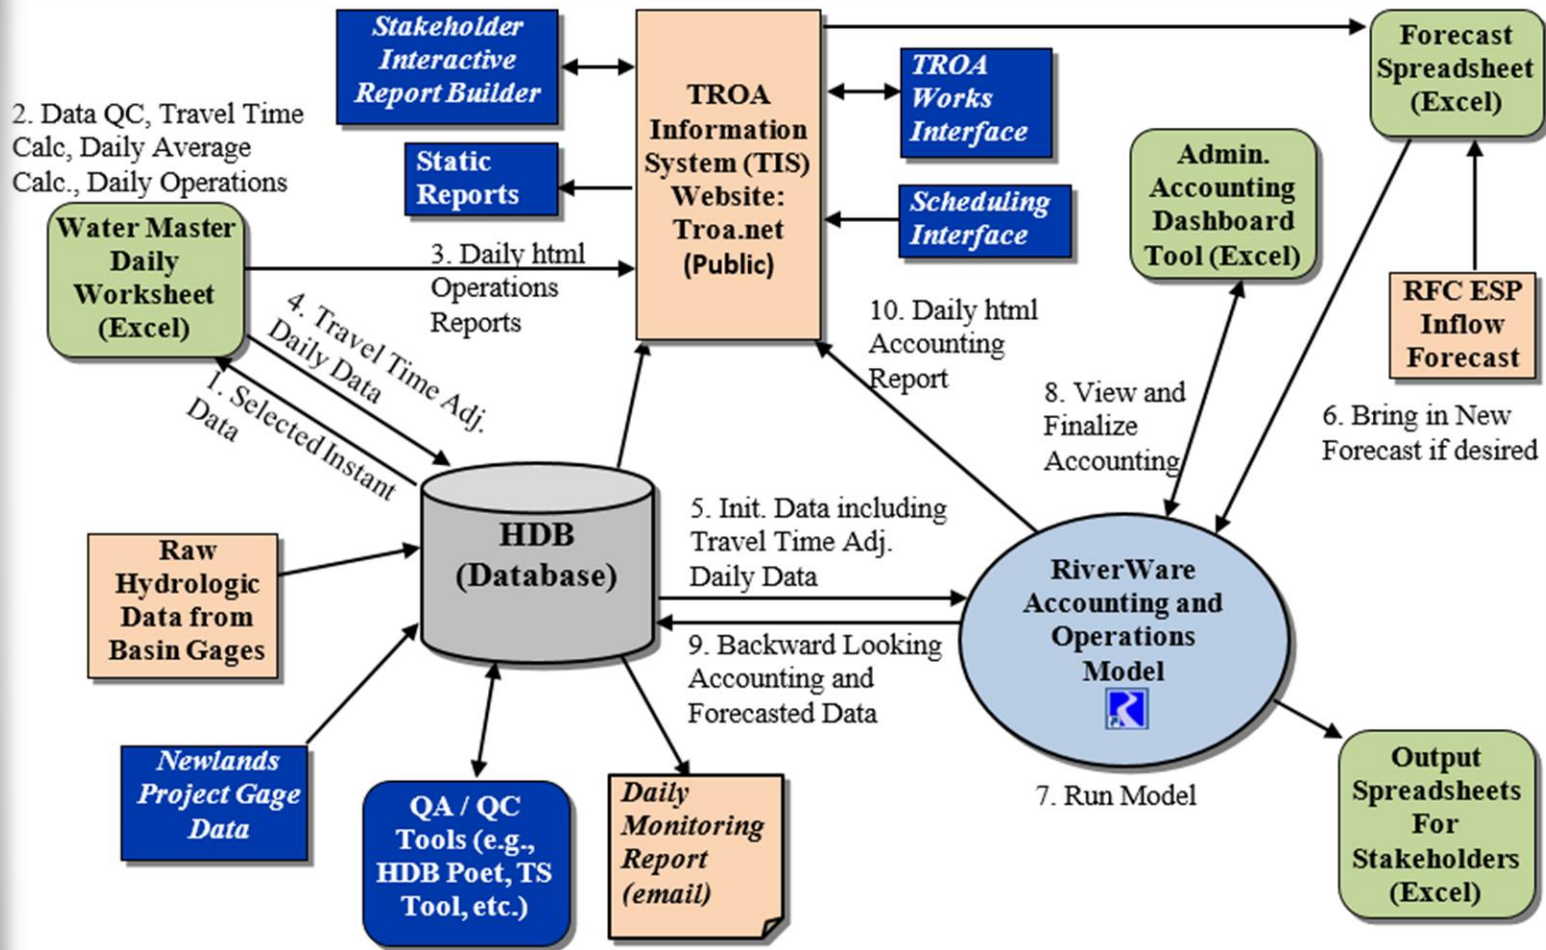 Stakeholder
Interactive
Report Builder
TROA
Information
System (TIS)
Website:
Troa.net
(Public)
TROA
Works
Interface
Forecast
Spreadsheet
(Excel)
2. Data QC, Travel Time
Calc, Daily Average
Calc., Daily Operations
Static
Reports
Scheduling
Interface
Admin.
Accounting
Dashboard
Tool (Excel)
Water Master
Daily
Worksheet
(Excel)
3. Daily html
Operations
Reports
RFC ESP
Inflow
Forecast
4. Travel Time Adj.
Daily Data
1. Selected Instant
Data
10. Daily html
Accounting
Report
8. View and
Finalize
Accounting
6. Bring in New
Forecast if desired
HDB
(Database)
5. Init. Data including
Travel Time Adj.
Daily Data
Raw
Hydrologic
Data from
Basin Gages
RiverWare
Accounting and
Operations
Model
9. Backward Looking
Accounting and
Forecasted Data
Newlands
Project Gage
Data
QA / QC
Tools (e.g.,
HDB Poet, TS
Tool, etc.)
Daily
Monitoring
Report
(email)
7. Run Model
Output
Spreadsheets
For
Stakeholders
(Excel)